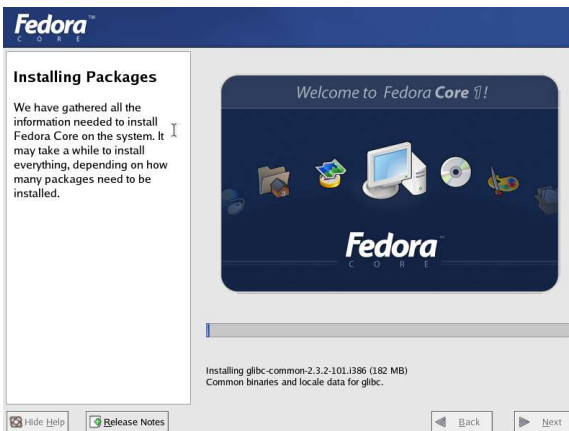 Fedora™
CORE
Installing Packages
We have gathered all the
information needed to install
Fedora Core on the system. It
may take a while to install
everything, depending on how
many packages need to be
installed.
Welcome to Fedora Core 1!
Fedora™
CORE
Installing glibc-common-2.3.2-101.i386 (182 MB)
Common binaries and locale data for glibc.
Hide Help
Release Notes
Back
Next